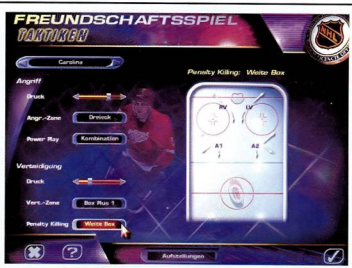 FREUNDSCHAFTSSPIEL
TAKTIKEN
NHL
Carolina
Penalty Killing: Weite Box
Angriff
Druck
Angr.-Zone Dreieck
Power Play Kombination
RV LV
A1 A2
Verteidigung
Druck
Vert.-Zone Box Plus 1
Penalty Killing Weite Box
? Aufstellungen